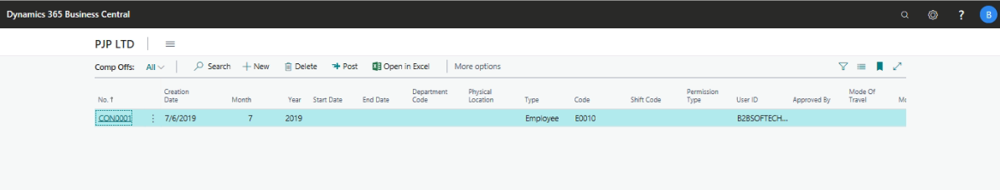 Dynamics 365 Business Central
?
B
PJP LTD
Comp Offs: All Search New Delete Post Open in Excel More options
No. ↑ Creation Date Month Year Start Date End Date Department Code Physical Location Type Code Shift Code Permission Type User ID Approved By Mode Of Travel
CON0001 7/6/2019 7 2019 Employee E0010 B2BSOFTECH...